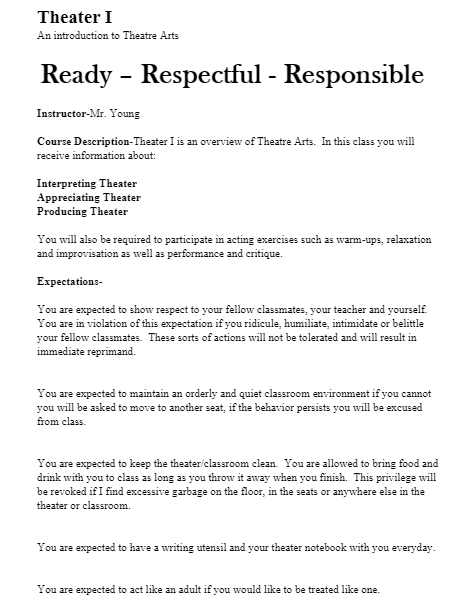 Theater I
An introduction to Theatre Arts
Ready – Respectful - Responsible
Instructor-Mr. Young
Course Description-Theater I is an overview of Theatre Arts.  In this class you will
receive information about:
Interpreting Theater
Appreciating Theater
Producing Theater
You will also be required to participate in acting exercises such as warm-ups, relaxation
and improvisation as well as performance and critique.
Expectations-
You are expected to show respect to your fellow classmates, your teacher and yourself.
You are in violation of this expectation if you ridicule, humiliate, intimidate or belittle
your fellow classmates.  These sorts of actions will not be tolerated and will result in
immediate reprimand.
You are expected to maintain an orderly and quiet classroom environment if you cannot
you will be asked to move to another seat, if the behavior persists you will be excused
from class.
You are expected to keep the theater/classroom clean.  You are allowed to bring food and
drink with you to class as long as you throw it away when you finish.  This privilege will
be revoked if I find excessive garbage on the floor, in the seats or anywhere else in the
theater or classroom.
You are expected to have a writing utensil and your theater notebook with you everyday.
You are expected to act like an adult if you would like to be treated like one.